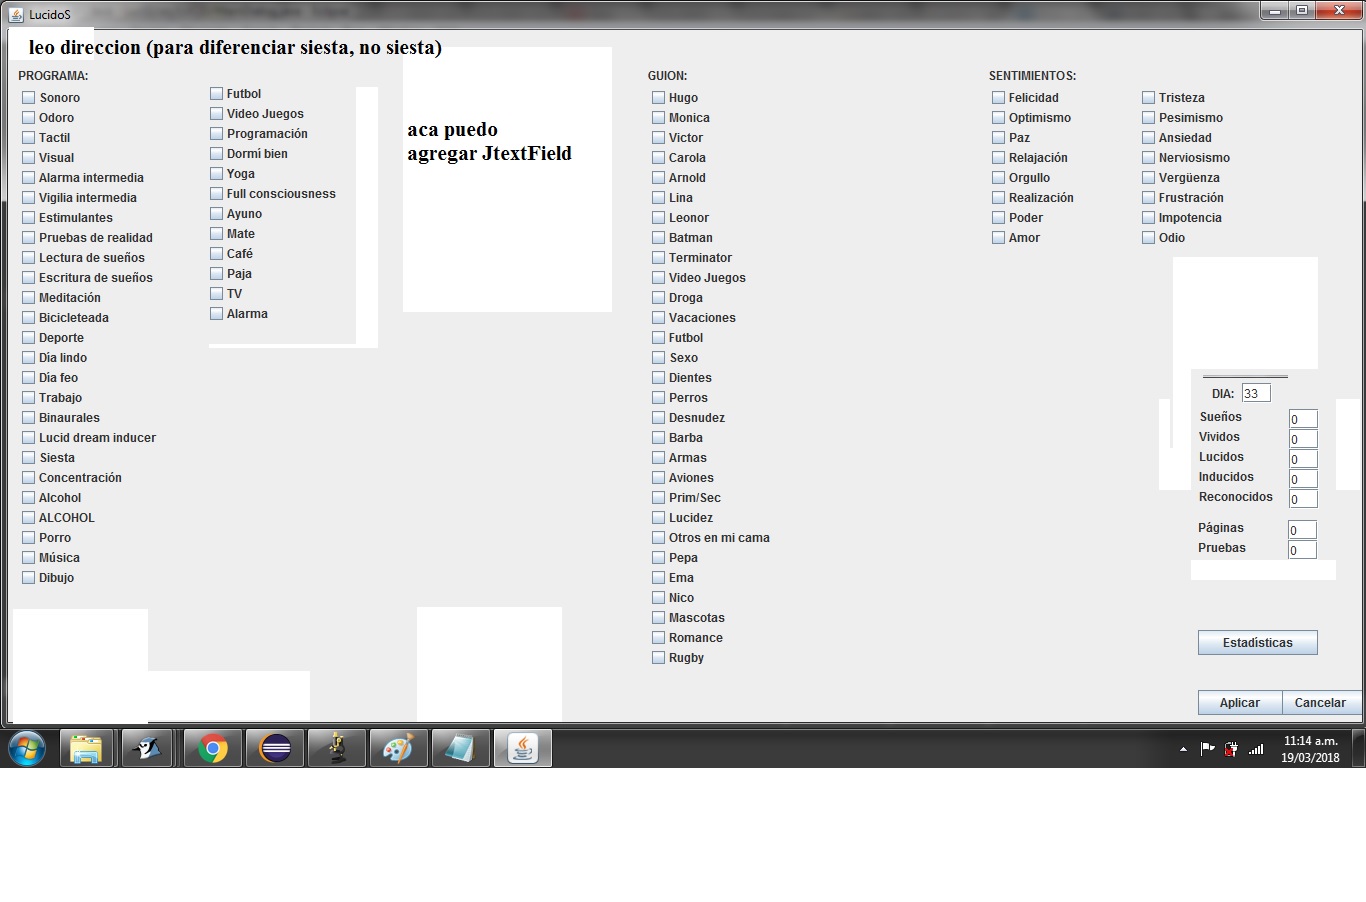 LucidoS
leo direccion (para diferenciar siesta, no siesta)
PROGRAMA:
Sonoro
Odoro
Tactil
Visual
Alarma intermedia
Vigilia intermedia
Estimulantes
Pruebas de realidad
Lectura de sueños
Escritura de sueños
Meditación
Bicicleteada
Deporte
Día lindo
Día feo
Trabajo
Binaurales
Lucid dream inducer
Siesta
Concentración
Alcohol
ALCOHOL
Porro
Música
Dibujo
Futbol
Video Juegos
Programación
Dormí bien
Yoga
Full consciousness
Ayuno
Mate
Café
Paja
TV
Alarma
aca puedo
agregar JtextField
GUION:
Hugo
Monica
Victor
Carola
Arnold
Lina
Leonor
Batman
Terminator
Video Juegos
Droga
Vacaciones
Futbol
Sexo
Dientes
Perros
Desnudez
Barba
Armas
Aviones
Prim/Sec
Lucidez
Otros en mi cama
Pepa
Ema
Nico
Mascotas
Romance
Rugby
SENTIMIENTOS:
Felicidad
Optimismo
Paz
Relajación
Orgullo
Realización
Poder
Amor
Tristeza
Pesimismo
Ansiedad
Nerviosismo
Vergüenza
Frustración
Impotencia
Odio
DIA: 33
Sueños 0
Vividos 0
Lucidos 0
Inducidos 0
Reconocidos 0
Páginas 0
Pruebas 0
Estadísticas
Aplicar Cancelar
11:14 a.m.
19/03/2018